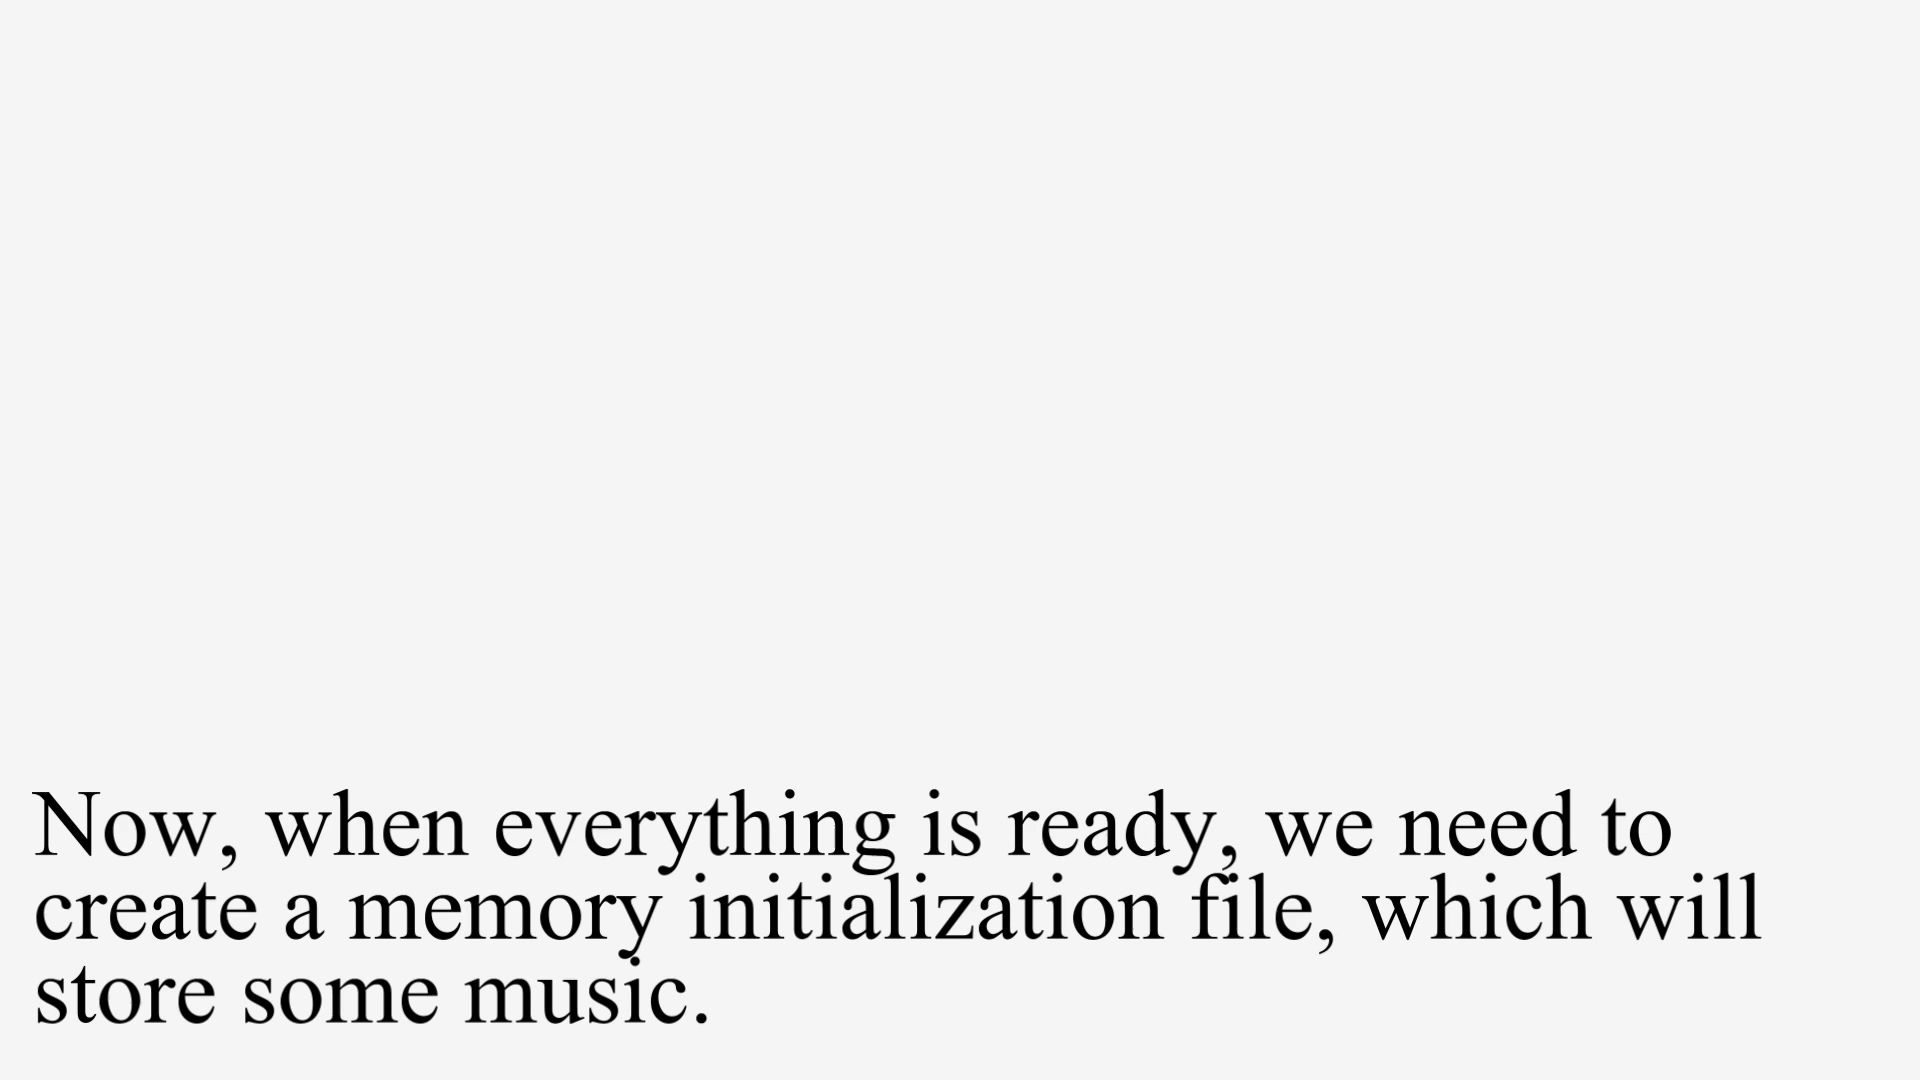 Now, when everything is ready, we need to
create a memory initialization file, which will
store some music.